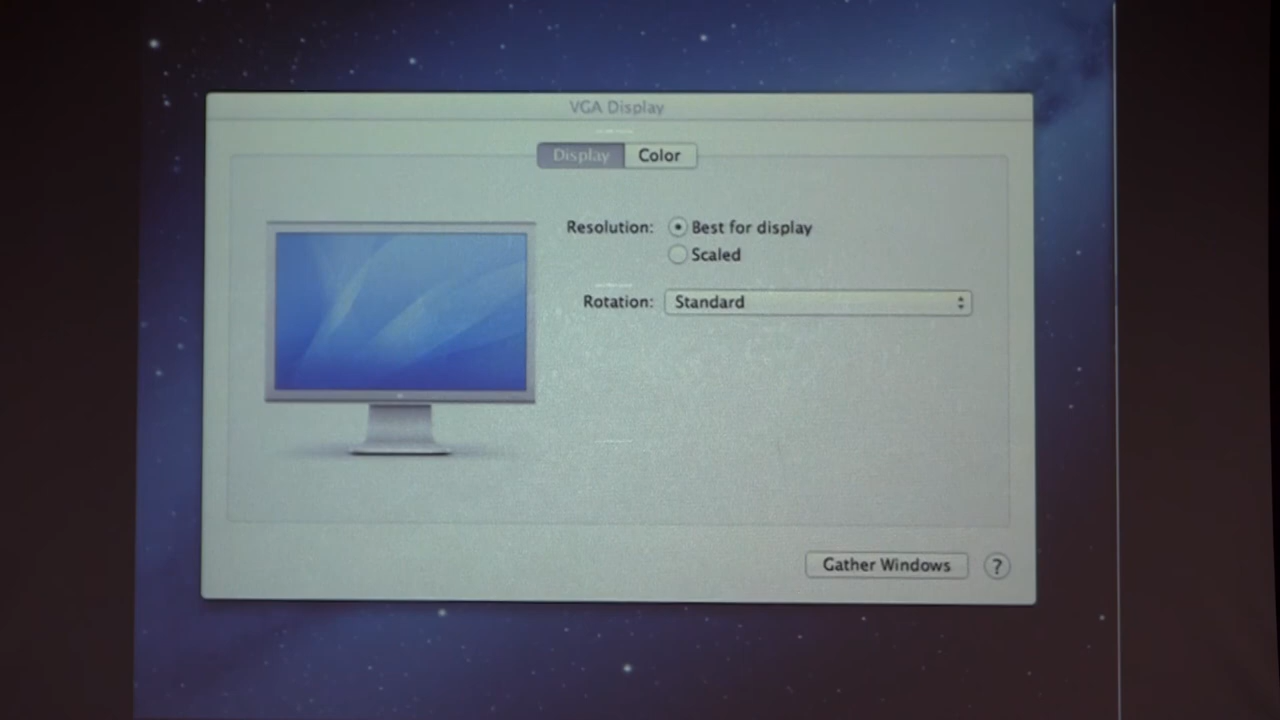 VGA Display
Display Color
Resolution: Best for display
Scaled
Rotation: Standard
Gather Windows ?